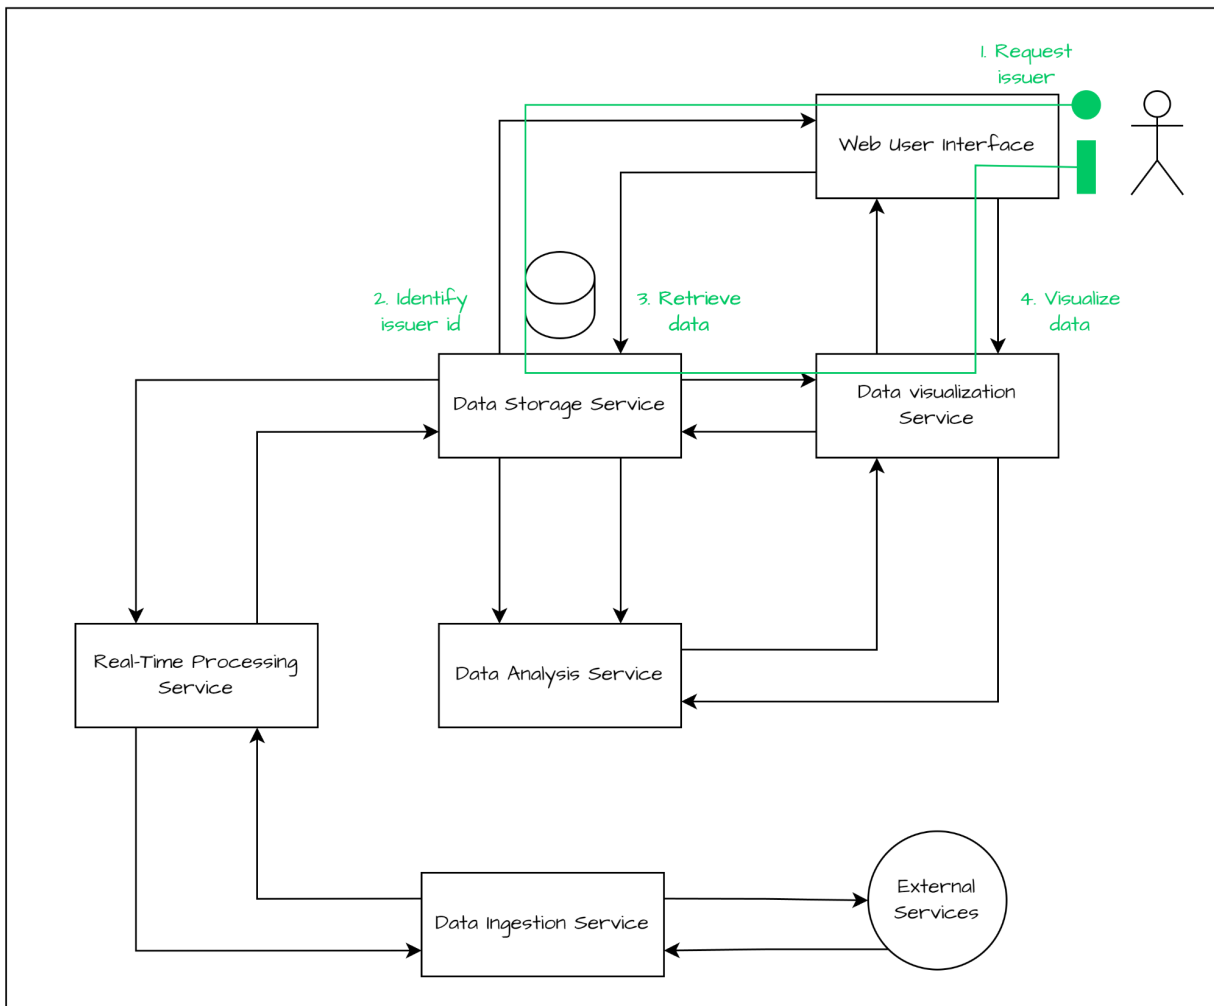 1. Request
issuer
Web User Interface
2. Identify
issuer id
3. Retrieve
data
4. Visualize
data
Data Storage Service
Data visualization
Service
Real-Time Processing
Service
Data Analysis Service
Data Ingestion Service
External
Services